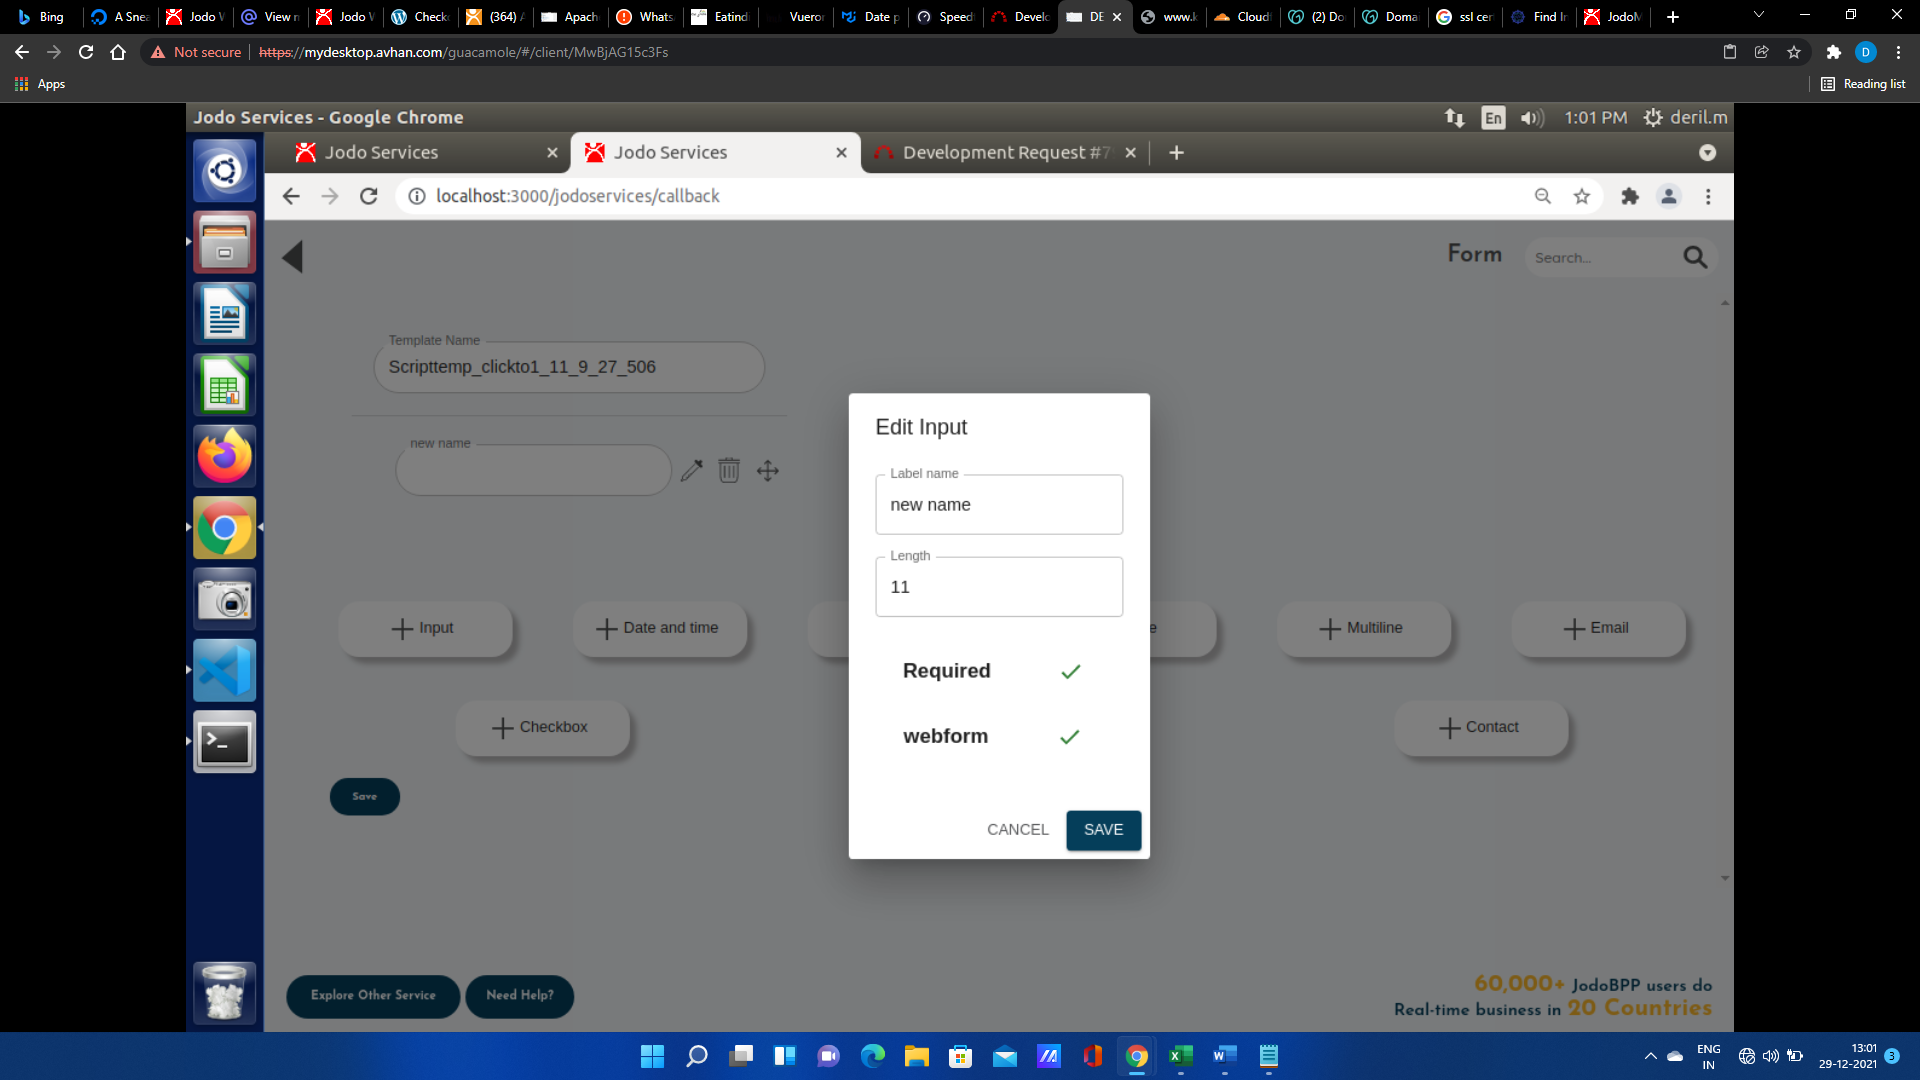 Bing
A Snea
Jodo W
View n
Jodo W
Check
(364) A
Apach
Whats
Eatind
Vueror
Date p
Speed
Develo
DE
www.k
Cloudf
(2) Do
Doma
ssl cer
Find In
JodoM
Not secure
https://mydesktop.avhan.com/guacamole/#/client/MwBjAG15c3Fs
Apps
Reading list
Jodo Services - Google Chrome
En
1:01 PM
deril.m
Jodo Services
Jodo Services
Development Request #7
localhost:3000/jodoservices/callback
Form
Search...
Template Name
Scripttemp_clickto1_11_9_27_506
new name
Edit Input
Label name
new name
Length
11
Required
webform
CANCEL
SAVE
Input
Date and time
e
Multiline
Email
Checkbox
Contact
Save
Explore Other Service
Need Help?
60,000+ JodoBPP users do
Real-time business in 20 Countries
ENG
IN
13:01
29-12-2021
3